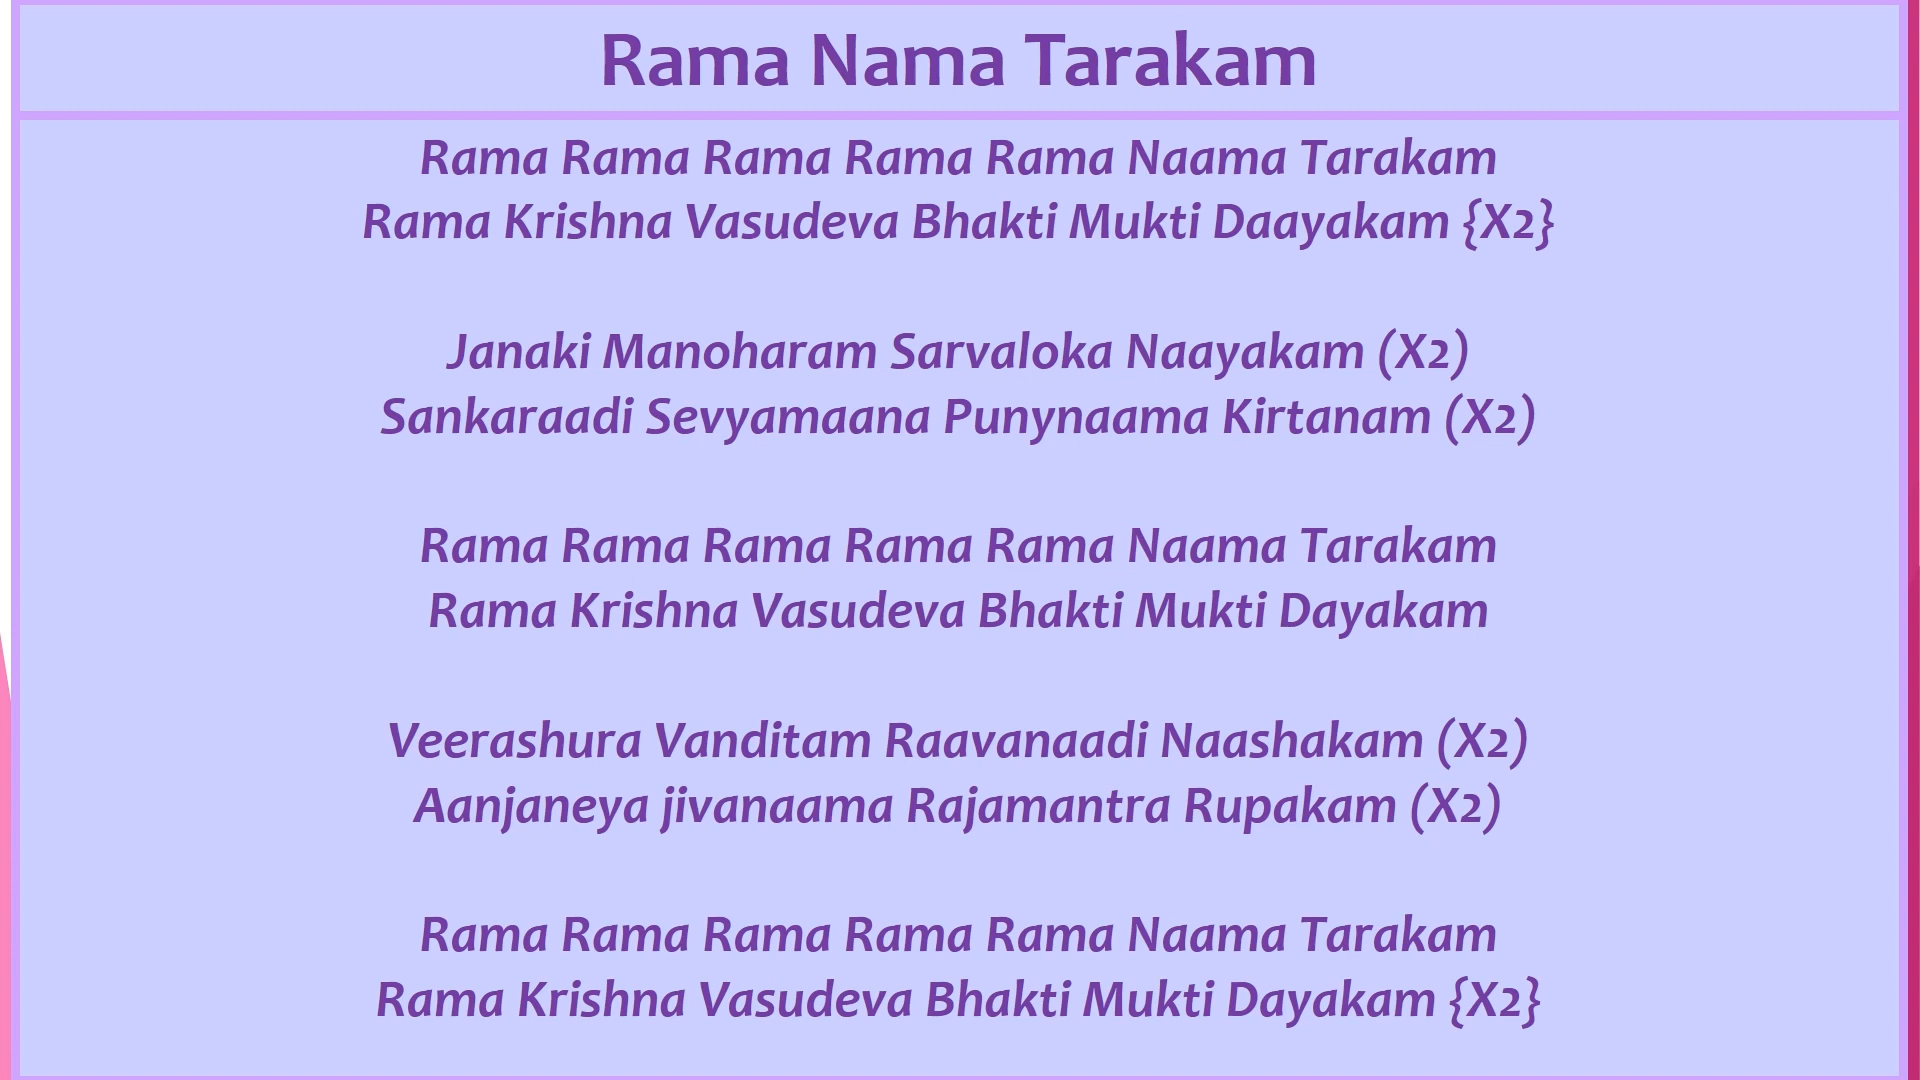 Rama Nama Tarakam
Rama Rama Rama Rama Rama Naama Tarakam
Rama Krishna Vasudeva Bhakti Mukti Daayakam {X2}
Janaki Manoharam Sarvaloka Naayakam (X2)
Sankaraadi Sevyamaana Punynaama Kirtanam (X2)
Rama Rama Rama Rama Rama Naama Tarakam
Rama Krishna Vasudeva Bhakti Mukti Dayakam
Veerashura Vanditam Raavanaadi Naashakam (X2)
Aanjaneya jivanaama Rajamantra Rupakam (X2)
Rama Rama Rama Rama Rama Naama Tarakam
Rama Krishna Vasudeva Bhakti Mukti Dayakam {X2}